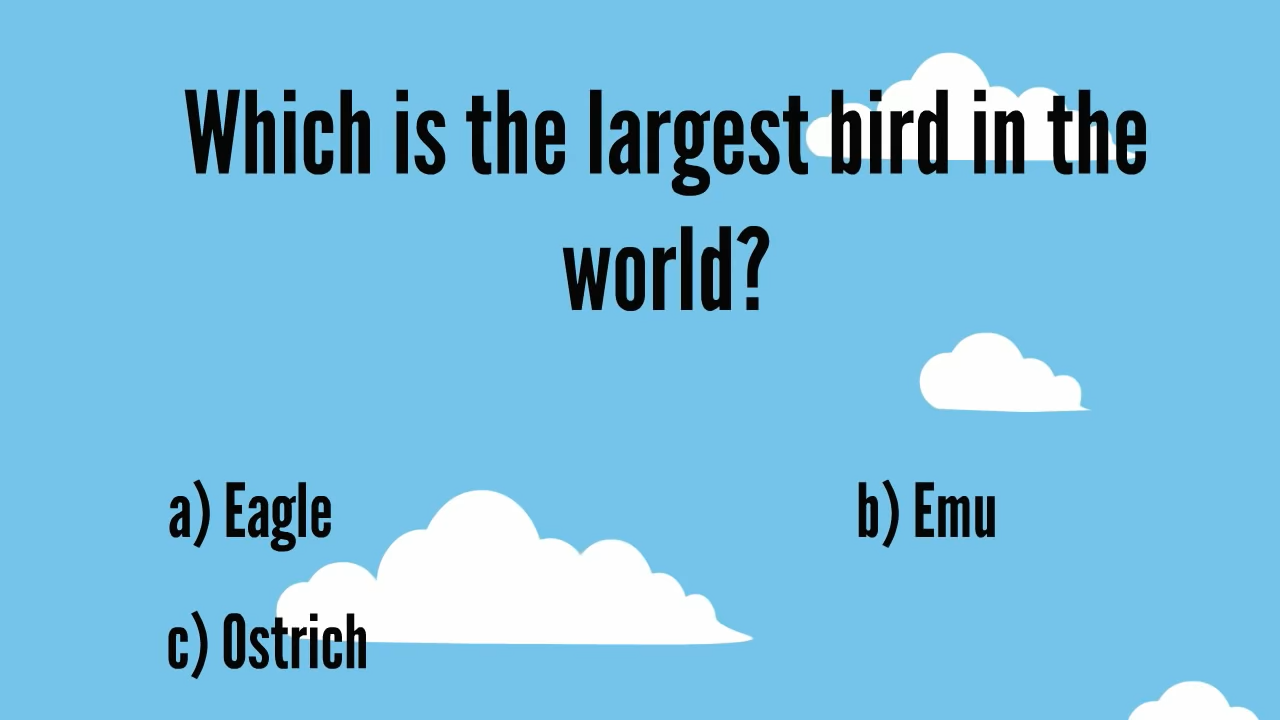 Which is the largest bird in the
world?
a) Eagle
b) Emu
c) Ostrich